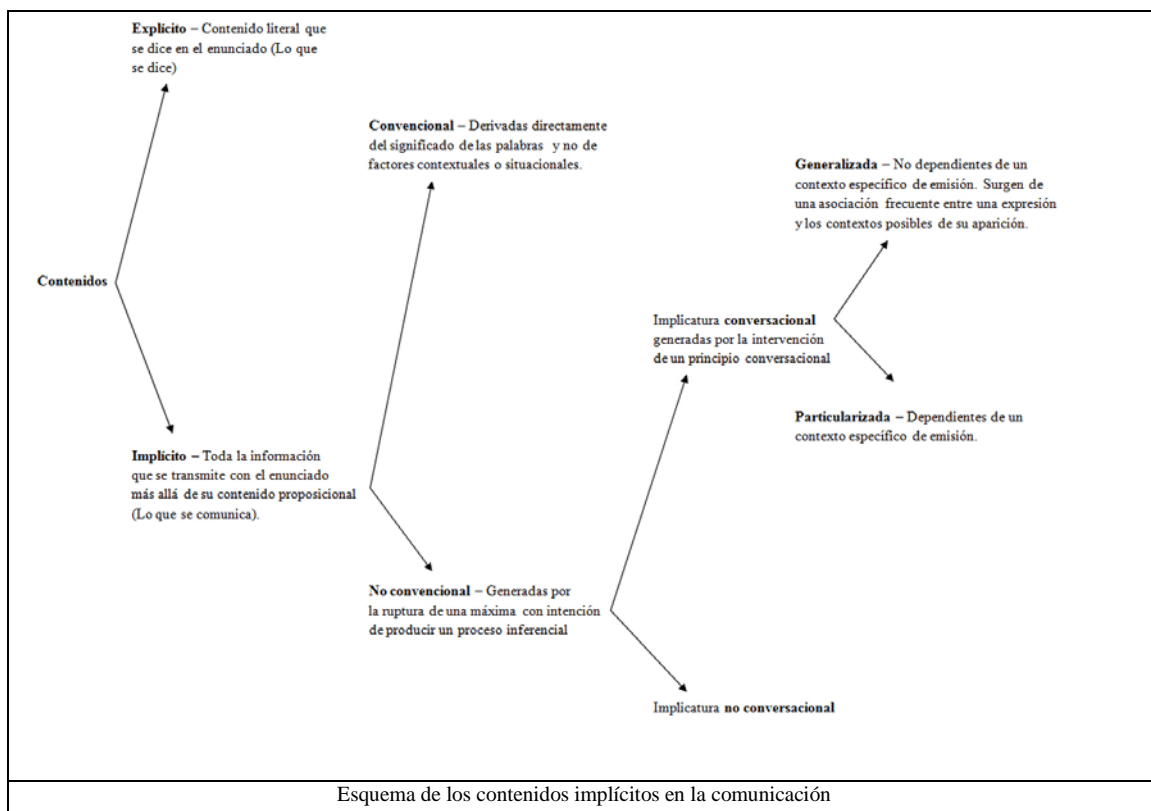 Explícito – Contenido literal que
se dice en el enunciado (Lo que
se dice)
Convencional – Derivadas directamente
del significado de las palabras y no de
factores contextuales o situacionales.
Generalizada – No dependientes de un
contexto específico de emisión. Surgen de
una asociación frecuente entre una expresión
y los contextos posibles de su aparición.
Contenidos
Implicatura conversacional
generadas por la intervención
de un principio conversacional
Particularizada – Dependientes de un
contexto específico de emisión.
Implícito – Toda la información
que se transmite con el enunciado
más allá de su contenido proposicional
(Lo que se comunica).
No convencional – Generadas por
la ruptura de una máxima con intención
de producir un proceso inferencial
Implicatura no conversacional
Esquema de los contenidos implícitos en la comunicación